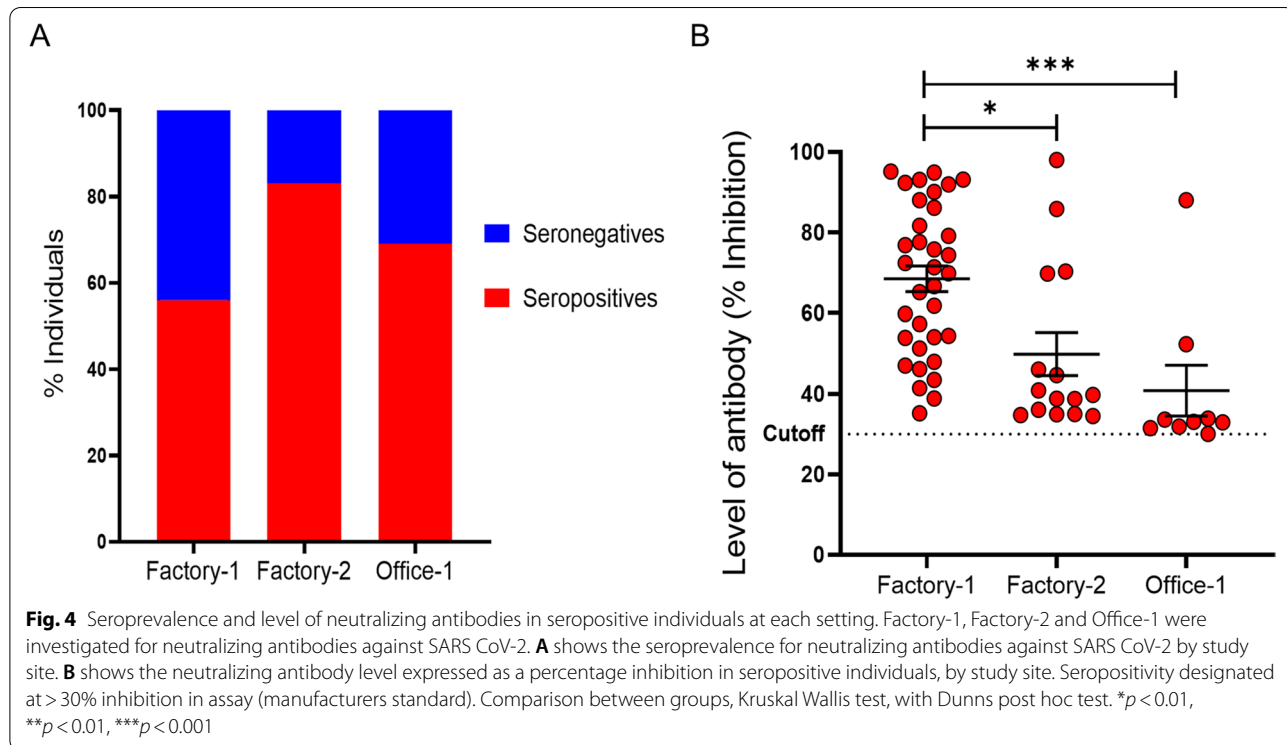 A
% Individuals
100
80
60
40
20
0
Factory-1 Factory-2 Office-1
Seronegatives
Seropositives
B
***
*
Level of antibody (% Inhibition)
100
80
60
40
Cutoff
20
0
Factory-1 Factory-2 Office-1
Fig. 4 Seroprevalence and level of neutralizing antibodies in seropositive individuals at each setting. Factory-1, Factory-2 and Office-1 were
investigated for neutralizing antibodies against SARS CoV-2. A shows the seroprevalence for neutralizing antibodies against SARS CoV-2 by study
site. B shows the neutralizing antibody level expressed as a percentage inhibition in seropositive individuals, by study site. Seropositivity designated
at > 30% inhibition in assay (manufacturers standard). Comparison between groups, Kruskal Wallis test, with Dunns post hoc test. *p < 0.01,
**p < 0.01, ***p < 0.001